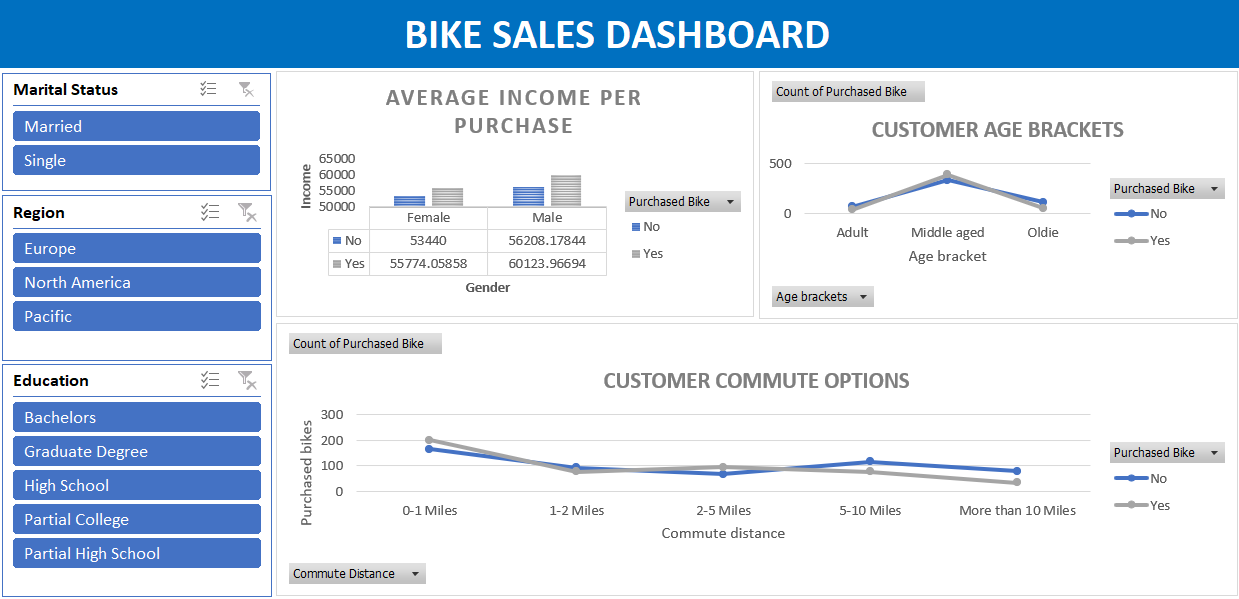 BIKE SALES DASHBOARD
Marital Status
Married
Single
Region
Europe
North America
Pacific
Education
Bachelors
Graduate Degree
High School
Partial College
Partial High School
AVERAGE INCOME PER
PURCHASE
Income
65000
60000
55000
50000
Female Male
No 53440 56208.17844
Yes 55774.05858 60123.96694
Gender
Purchased Bike
No
Yes
Count of Purchased Bike
CUSTOMER AGE BRACKETS
500
0
Adult Middle aged Oldie
Age bracket
Purchased Bike
No
Yes
Age brackets
Count of Purchased Bike
CUSTOMER COMMUTE OPTIONS
Purchased bikes
300
200
100
0
0-1 Miles 1-2 Miles 2-5 Miles 5-10 Miles More than 10 Miles
Commute distance
Purchased Bike
No
Yes
Commute Distance